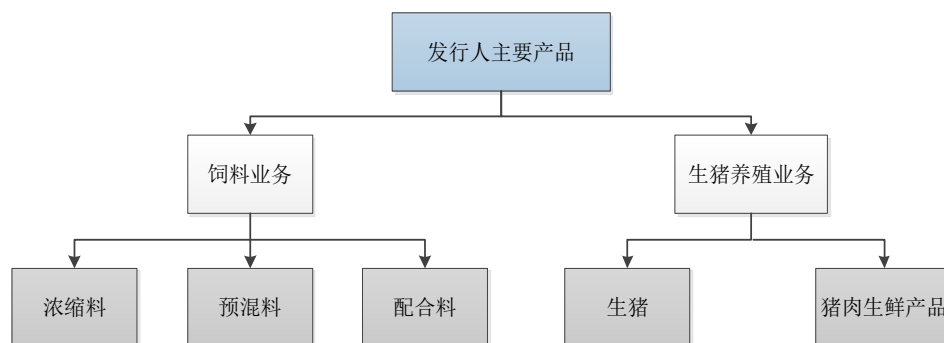 发行人主要产品
饲料业务
生猪养殖业务
浓缩料
预混料
配合料
生猪
猪肉生鲜产品